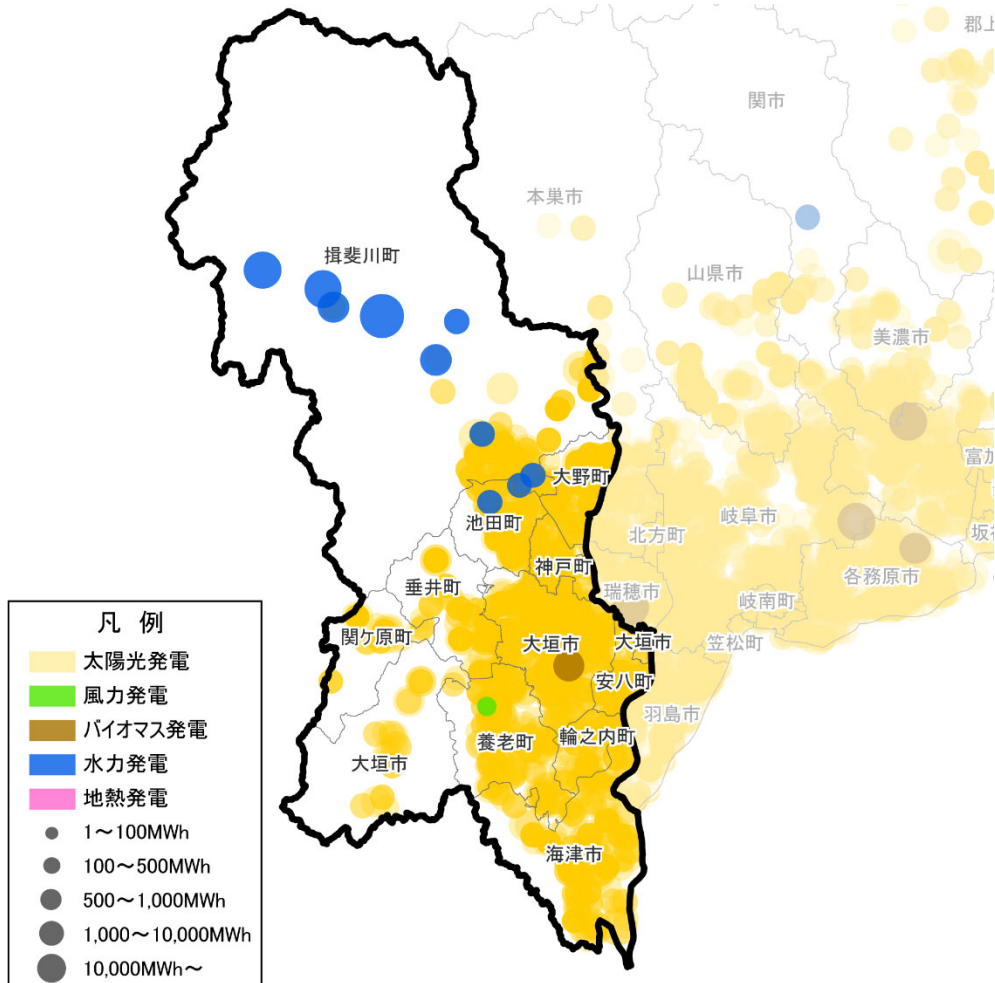 郡上
関市
本巣市
揖斐川町
山県市
美濃市
大野町
富加
池田町
北方町
岐阜市
坂祝
神戸町
垂井町
瑞穂市
各務原市
岐南町
関ケ原町
大垣市
大垣市
笠松町
安八町
羽島市
養老町
輪之内町
大垣市
海津市
凡 例
太陽光発電
風力発電
バイオマス発電
水力発電
地熱発電
1~100MWh
100~500MWh
500~1,000MWh
1,000~10,000MWh
10,000MWh~